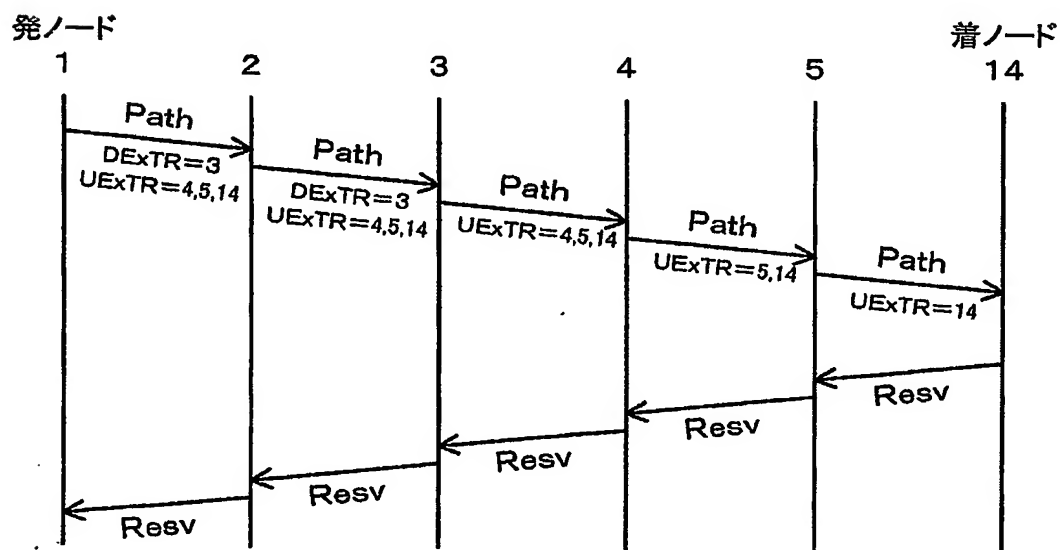 発ノード
着ノード
1
2
3
4
5
14
Path
DExTR=3
UExTR=4,5,14
Path
DExTR=3
UExTR=4,5,14
Path
UExTR=4,5,14
Path
UExTR=5,14
Path
UExTR=14
Resv
Resv
Resv
Resv
Resv